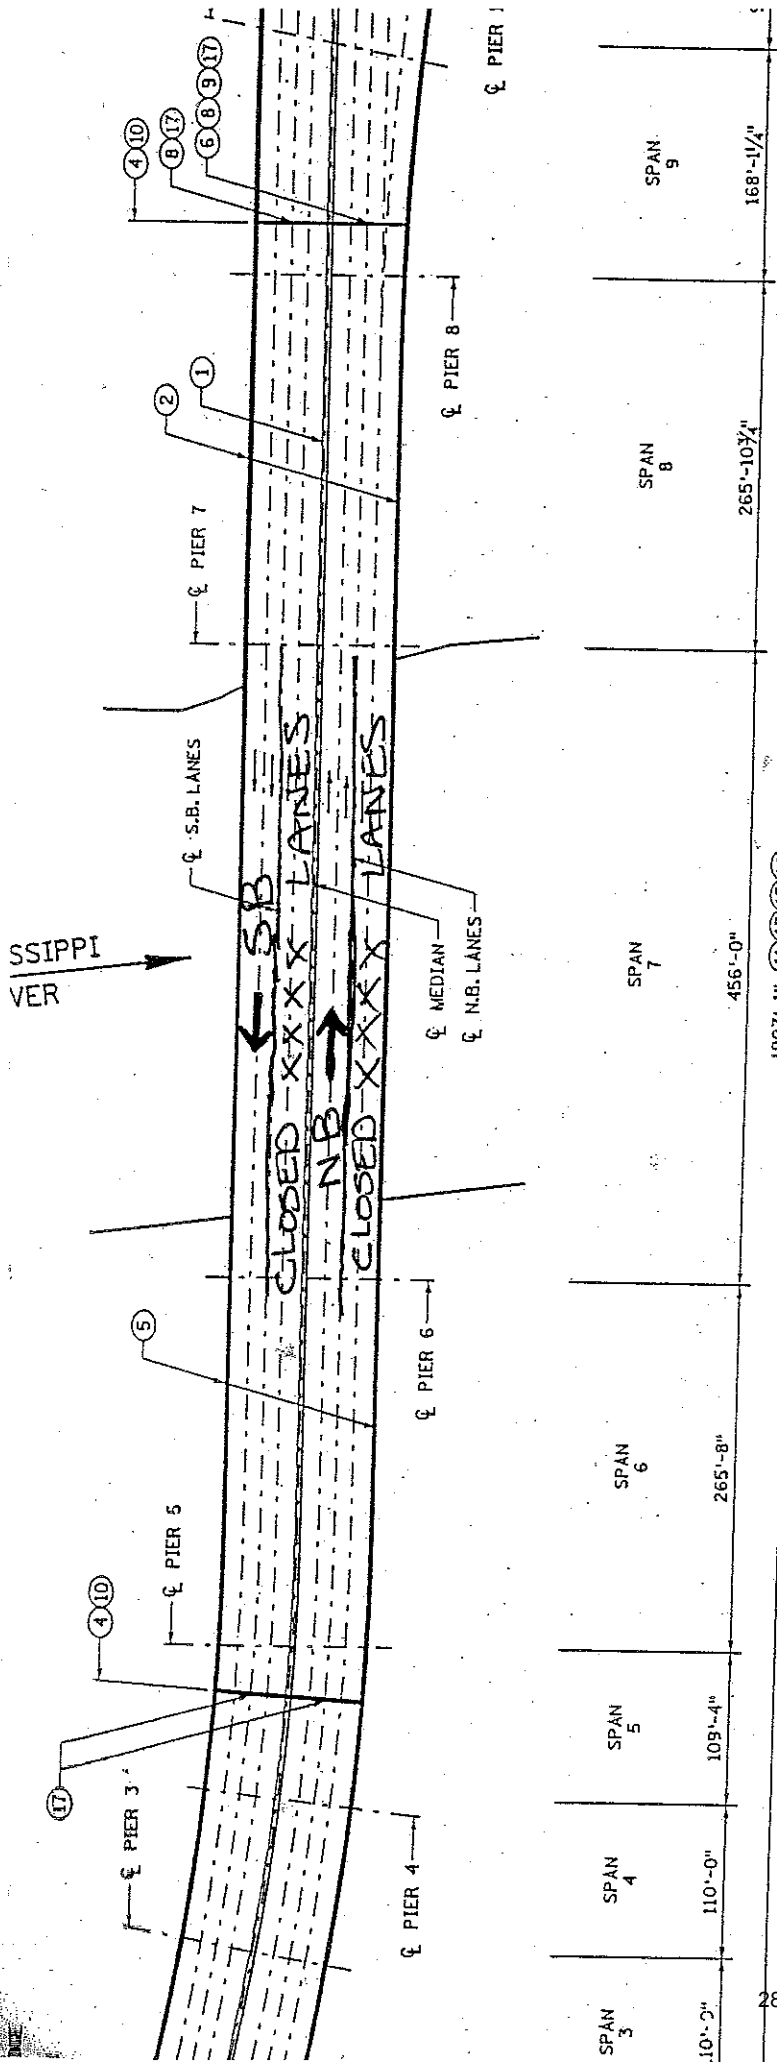 PIER 1
4 10
8 17
6 8 9 17
SPAN
9
168'-1¼"
PIER 8
2
1
SPAN
8
265'-10¾"
PIER 7
S.B. LANES
SSIPPI
VER
SB
CLOSED XXXX LANES
NB
CLOSED XXXX LANES
MEDIAN
N.B. LANES
SPAN
7
456'-0"
5
PIER 6
SPAN
6
265'-8"
PIER 5
4 10
17
SPAN
5
109'-4"
PIER 3
PIER 4
SPAN
4
110'-0"
SPAN
3
28